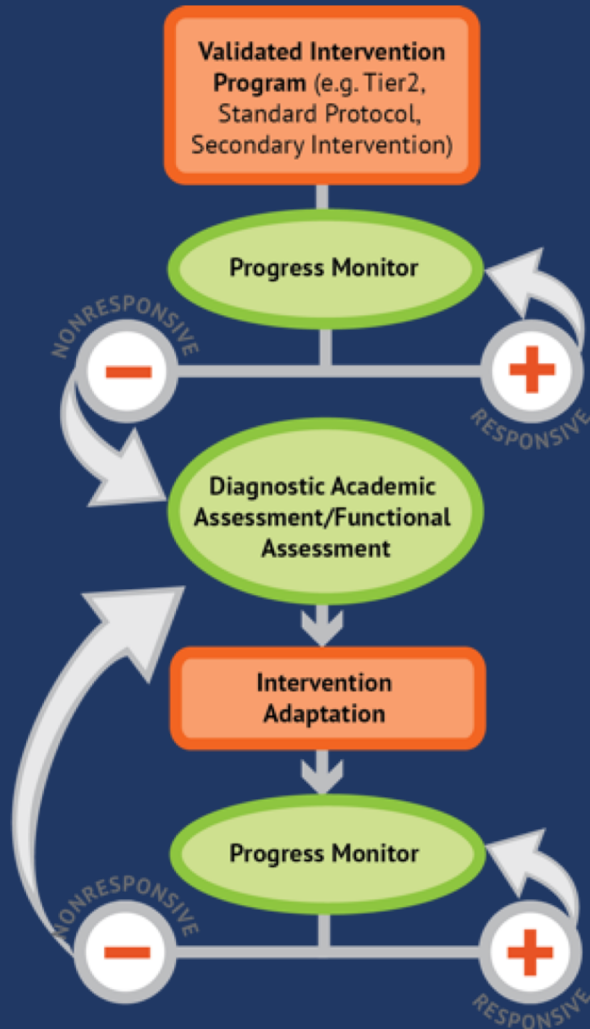 Validated Intervention
Program (e.g. Tier2,
Standard Protocol,
Secondary Intervention)
Progress Monitor
NONRESPONSIVE
RESPONSIVE
Diagnostic Academic
Assessment/Functional
Assessment
Intervention
Adaptation
Progress Monitor
NONRESPONSIVE
RESPONSIVE